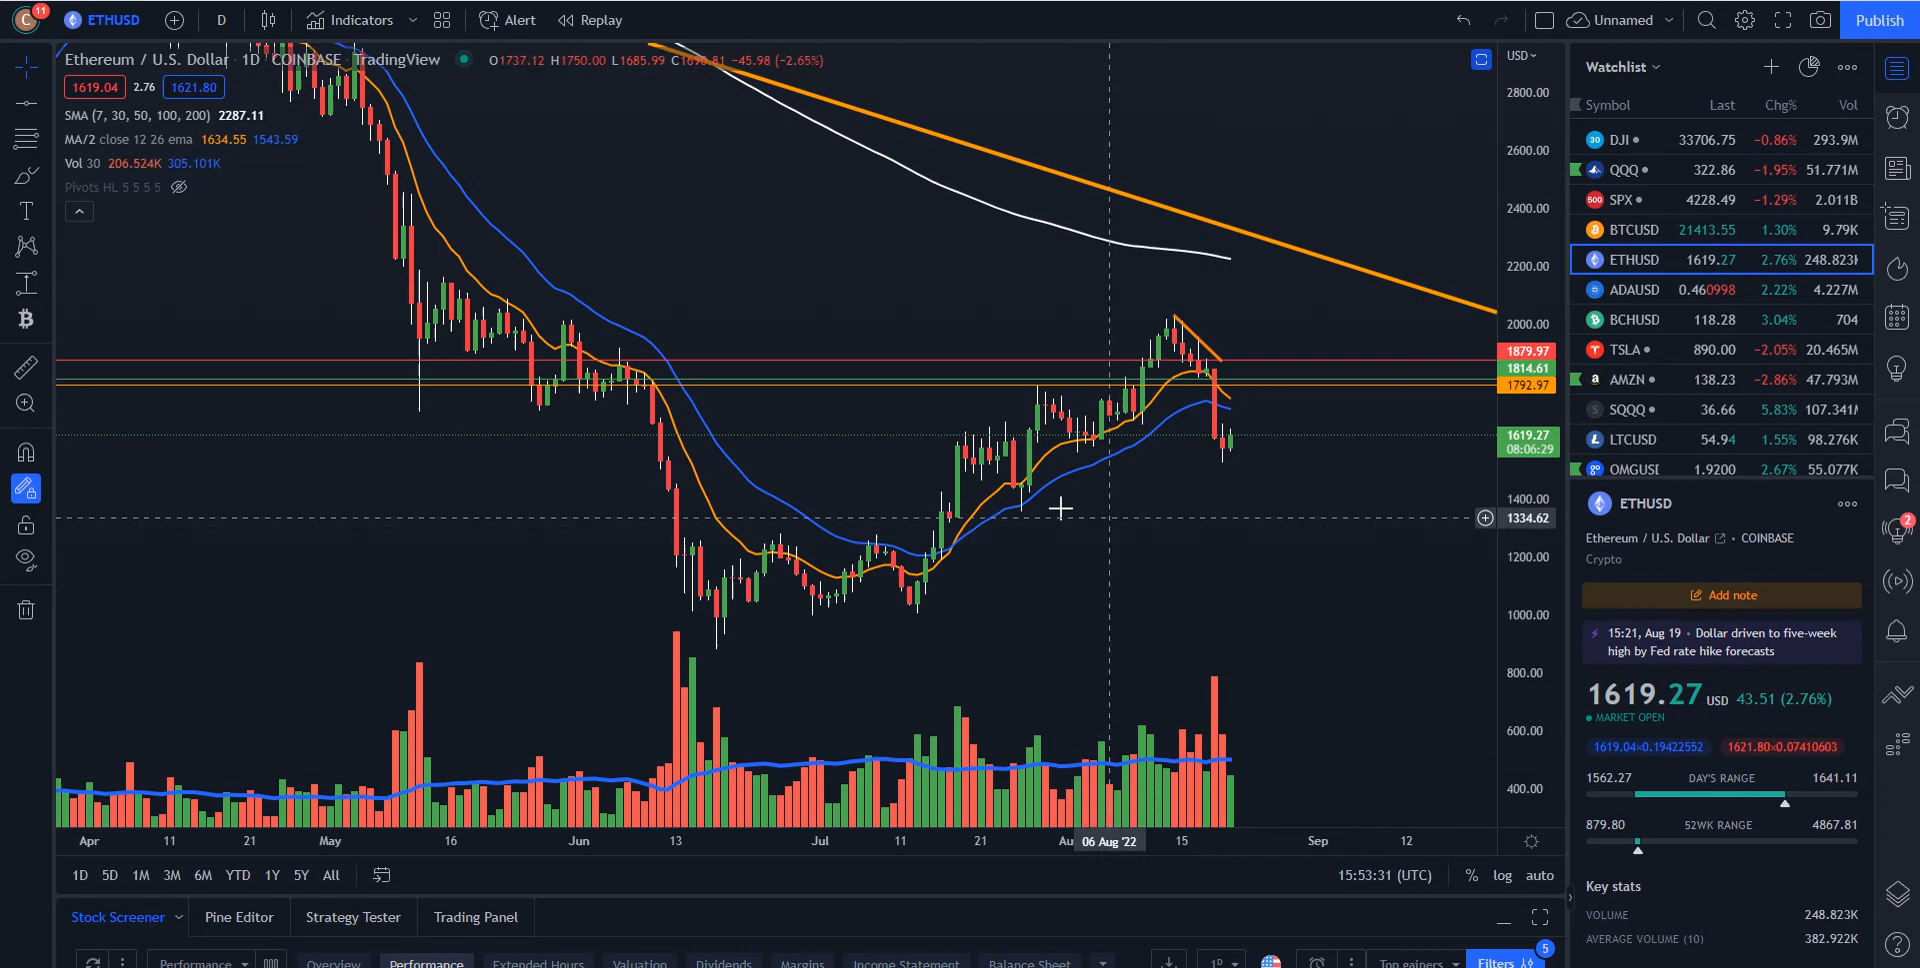 C 11 ETHUSD D Indicators Alert Replay Unnamed Publish
Ethereum / U.S. Dollar · 1D · COINBASE · TradingView O1737.12 H1750.00 L1685.99 −45.98 (−2.65%)
1619.04 2.76 1621.80
SMA (7, 30, 50, 100, 200) 2287.11
MA/2 close 12 26 ema 1634.55 1543.59
Vol 30 206.524K 305.101K
Pivots HL 5 5 5 5
USD
2800.00
2600.00
2400.00
2200.00
2000.00
1879.97
1814.61
1792.97
1619.27
08:06:29
1400.00
1334.62
1200.00
1000.00
800.00
600.00
400.00
Apr 11 21 May 16 Jun 13 Jul 11 21 Au 06 Aug '22 15 Sep 12
1D 5D 1M 3M 6M YTD 1Y 5Y All 15:53:31 (UTC) % log auto
Stock Screener Pine Editor Strategy Tester Trading Panel
Performance Overview Performance Extended Hours Valuation Dividends Margins Income Statement Balance Sheet 1D Top gainers Filters 5
Watchlist
Symbol Last Chg% Vol
30 DJI 33706.75 −0.86% 293.9M
QQQ 322.86 −1.95% 51.771M
500 SPX 4228.49 −1.29% 2.011B
BTCUSD 21413.55 1.30% 9.79K
ETHUSD 1619.27 2.76% 248.823K
ADAUSD 0.460998 2.22% 4.227M
BCHUSD 118.28 3.04% 704
TSLA 890.00 −2.05% 20.465M
a AMZN 138.23 −2.86% 47.793M
S SQQQ 36.66 5.83% 107.341M
LTCUSD 54.94 1.55% 98.276K
OMGUSD 1.9200 2.67% 55.077K
ETHUSD
Ethereum / U.S. Dollar • COINBASE
Crypto
Add note
15:21, Aug 19 • Dollar driven to five-week
high by Fed rate hike forecasts
1619.27 USD 43.51 (2.76%)
MARKET OPEN
1619.04×0.19422552 1621.80×0.07410603
1562.27 DAY'S RANGE 1641.11
879.80 52WK RANGE 4867.81
Key stats
VOLUME 248.823K
AVERAGE VOLUME (10) 382.922K
2